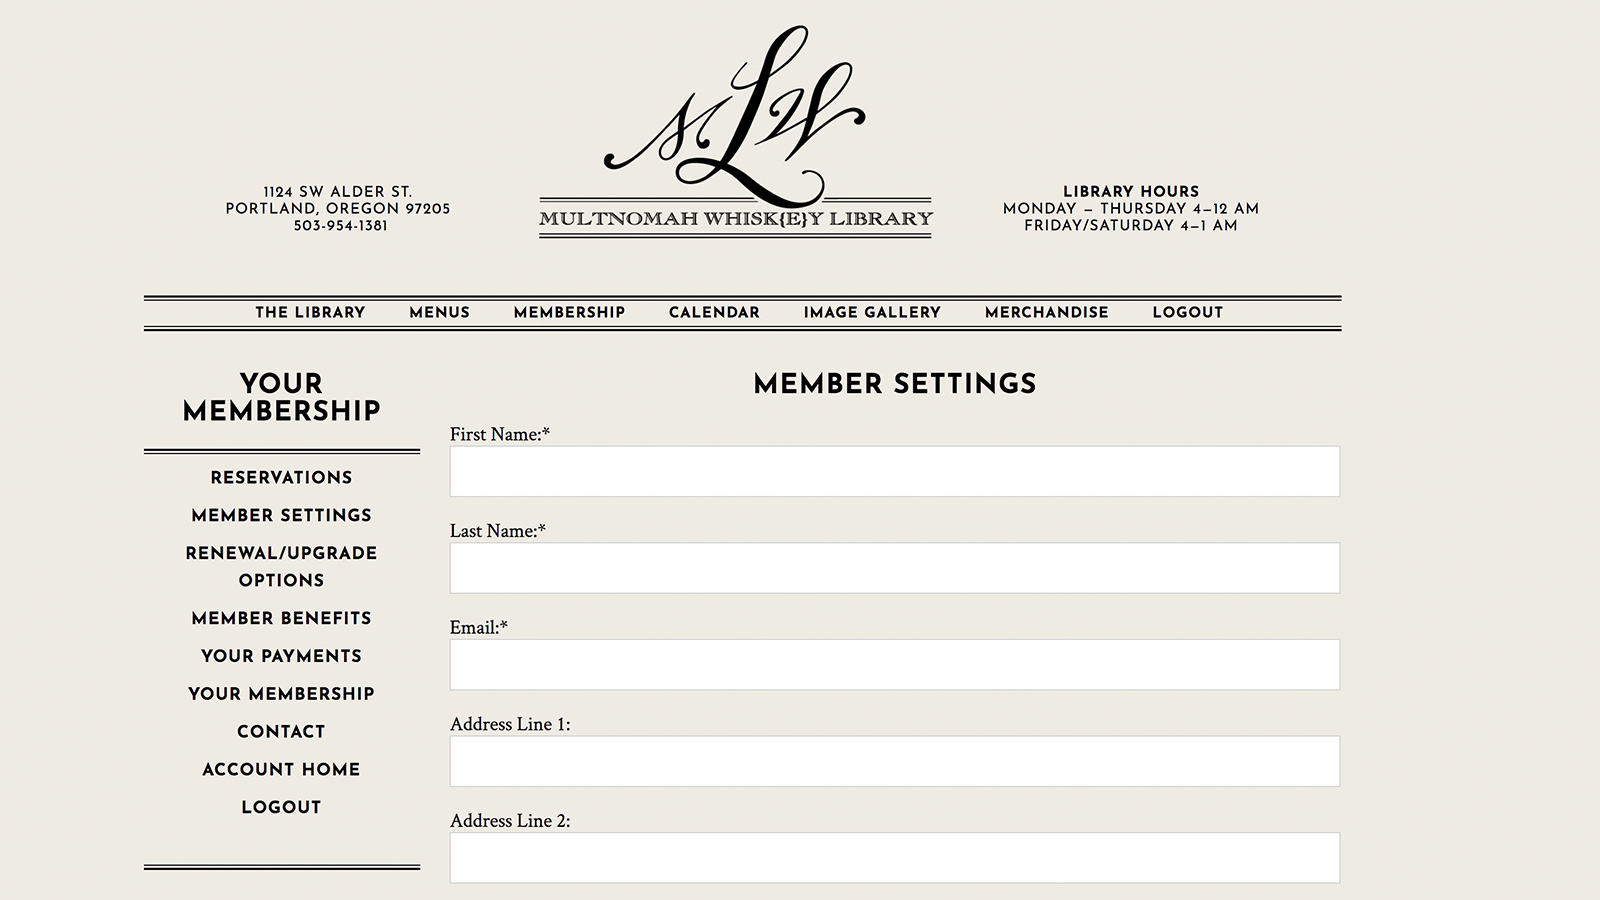 MLW
1124 SW ALDER ST.
PORTLAND, OREGON 97205
503-954-1381
MULTNOMAH WHISK{E}Y LIBRARY
LIBRARY HOURS
MONDAY – THURSDAY 4–12 AM
FRIDAY/SATURDAY 4–1 AM
THE LIBRARY MENUS MEMBERSHIP CALENDAR IMAGE GALLERY MERCHANDISE LOGOUT
YOUR
MEMBERSHIP
RESERVATIONS
MEMBER SETTINGS
RENEWAL/UPGRADE
OPTIONS
MEMBER BENEFITS
YOUR PAYMENTS
YOUR MEMBERSHIP
CONTACT
ACCOUNT HOME
LOGOUT
MEMBER SETTINGS
First Name:*
Last Name:*
Email:*
Address Line 1:
Address Line 2: